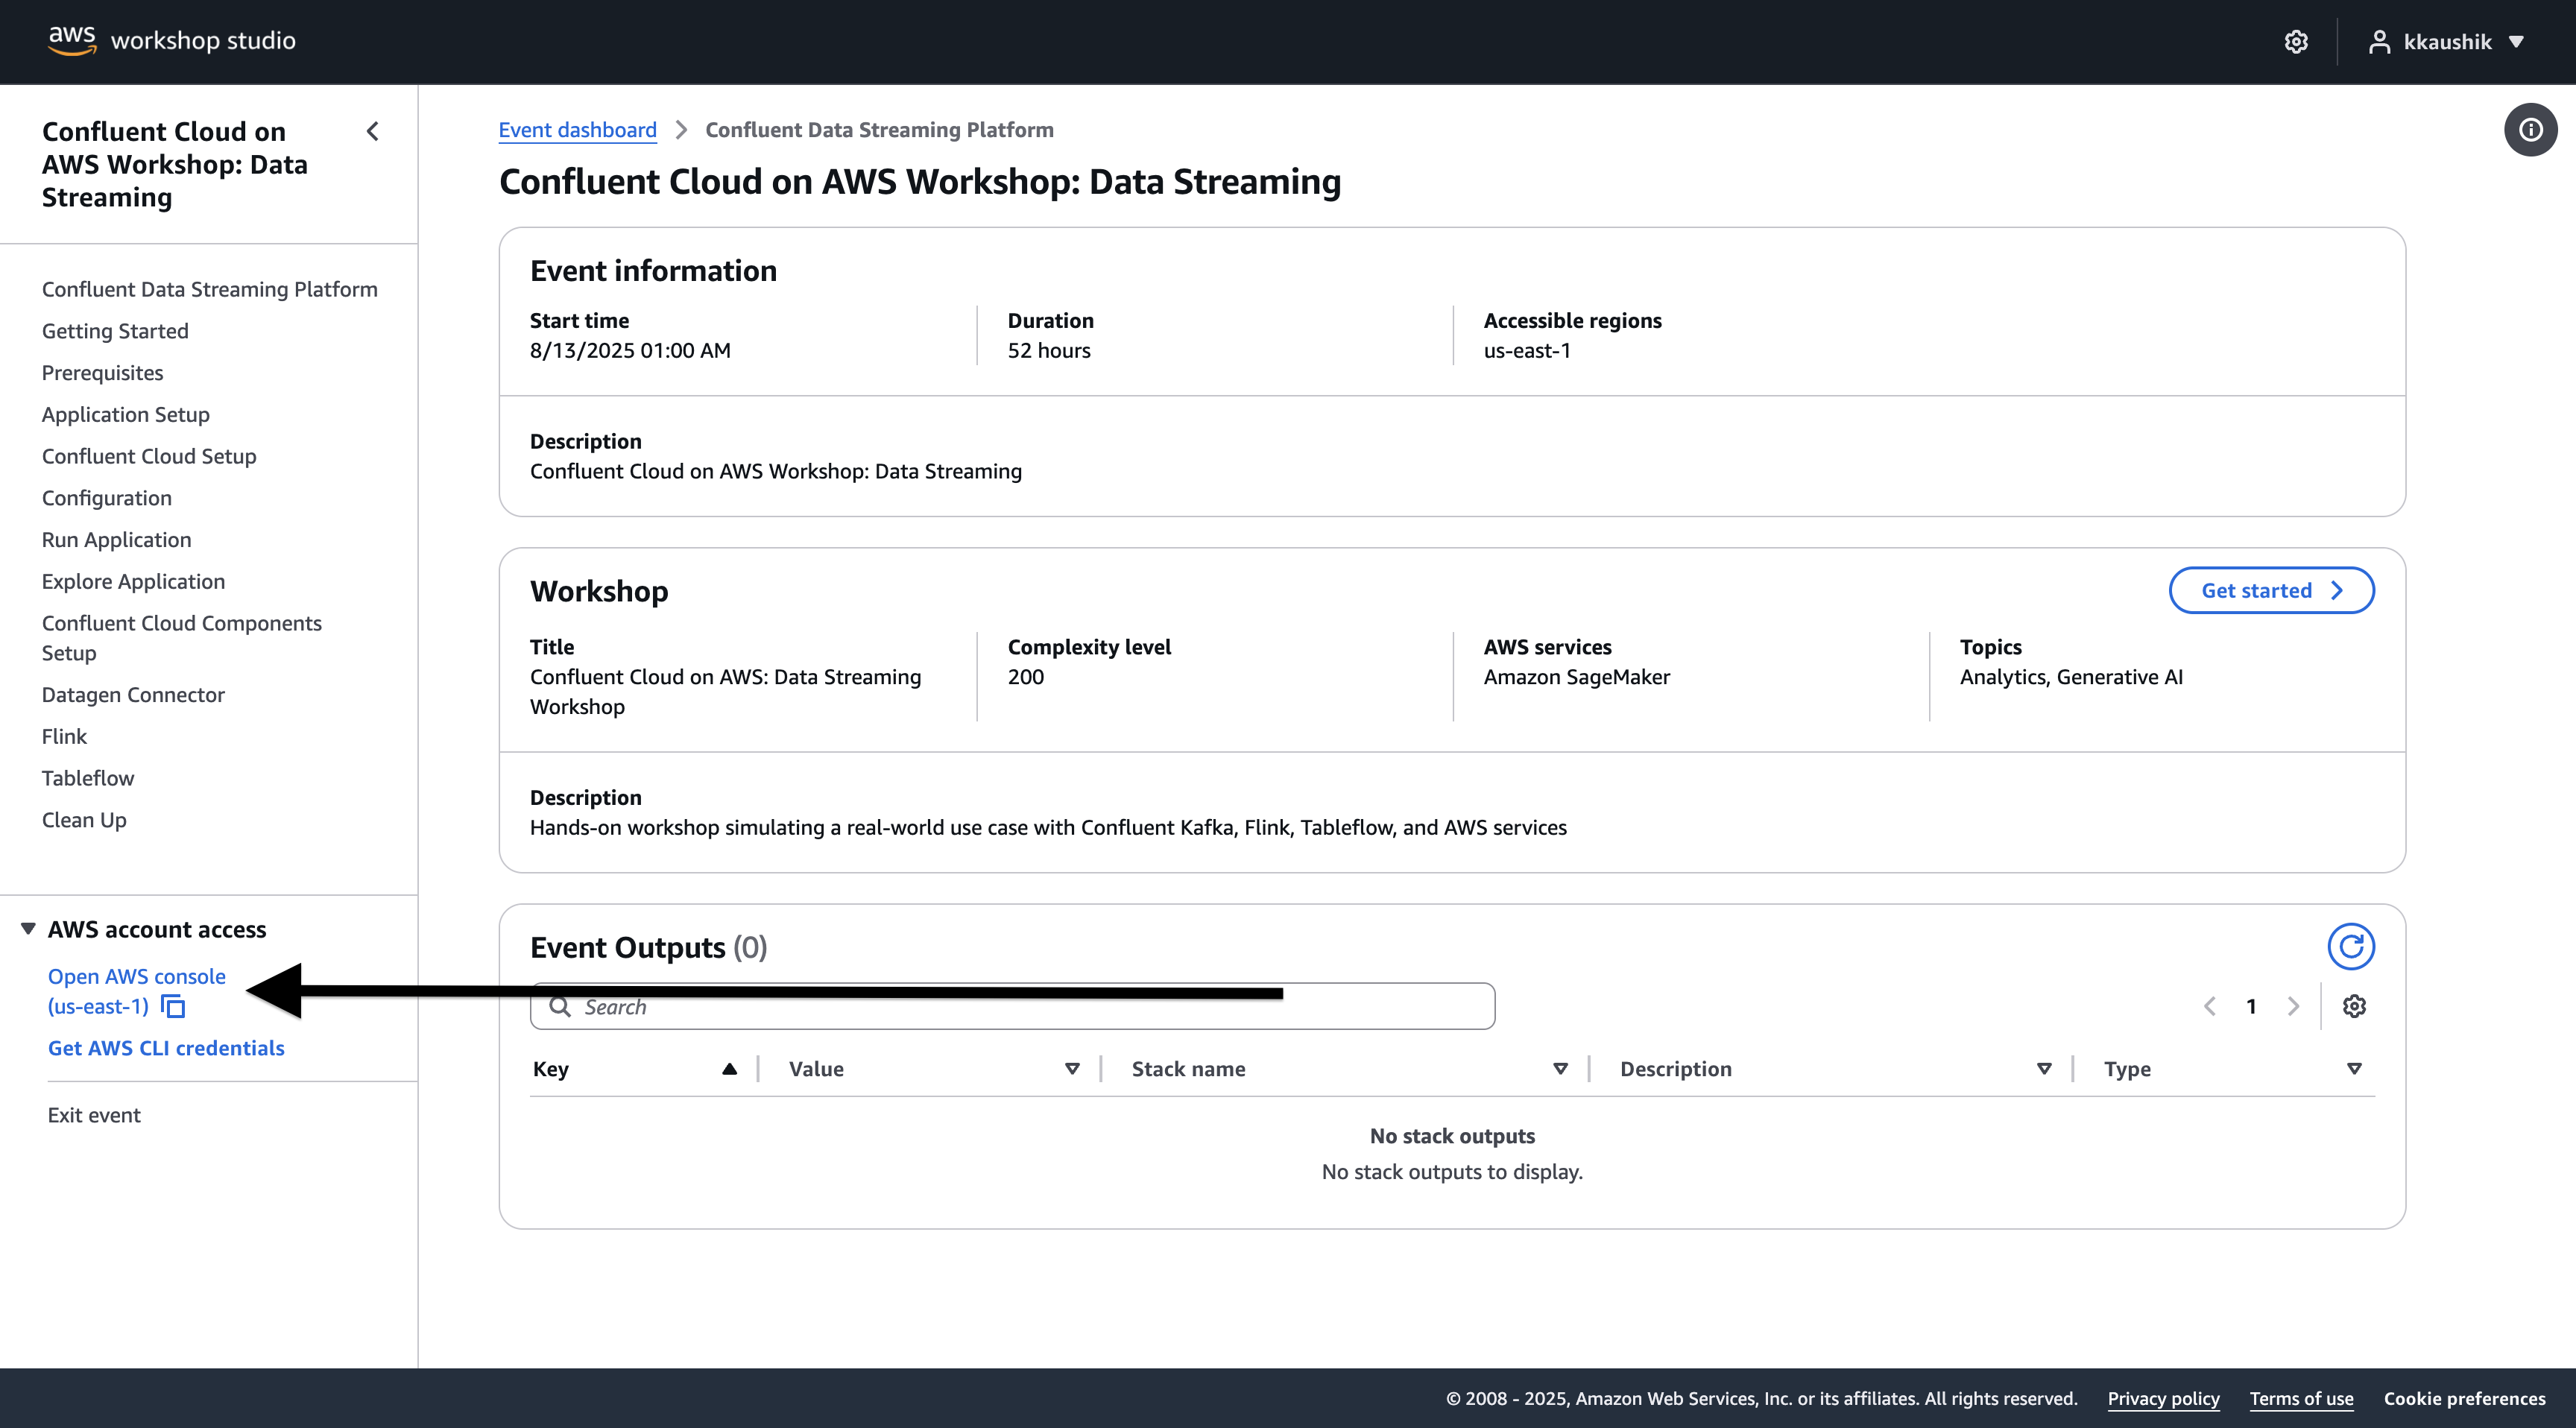 aws workshop studio
kkaushik
Confluent Cloud on
AWS Workshop: Data
Streaming
Confluent Data Streaming Platform
Getting Started
Prerequisites
Application Setup
Confluent Cloud Setup
Configuration
Run Application
Explore Application
Confluent Cloud Components
Setup
Datagen Connector
Flink
Tableflow
Clean Up
AWS account access
Open AWS console
(us-east-1)
Get AWS CLI credentials
Exit event
Event dashboard
Confluent Data Streaming Platform
Confluent Cloud on AWS Workshop: Data Streaming
Event information
Start time
8/13/2025 01:00 AM
Duration
52 hours
Accessible regions
us-east-1
Description
Confluent Cloud on AWS Workshop: Data Streaming
Workshop
Get started
Title
Confluent Cloud on AWS: Data Streaming
Workshop
Complexity level
200
AWS services
Amazon SageMaker
Topics
Analytics, Generative AI
Description
Hands-on workshop simulating a real-world use case with Confluent Kafka, Flink, Tableflow, and AWS services
Event Outputs (0)
Search
1
Key
Value
Stack name
Description
Type
No stack outputs
No stack outputs to display.
© 2008 - 2025, Amazon Web Services, Inc. or its affiliates. All rights reserved.
Privacy policy
Terms of use
Cookie preferences